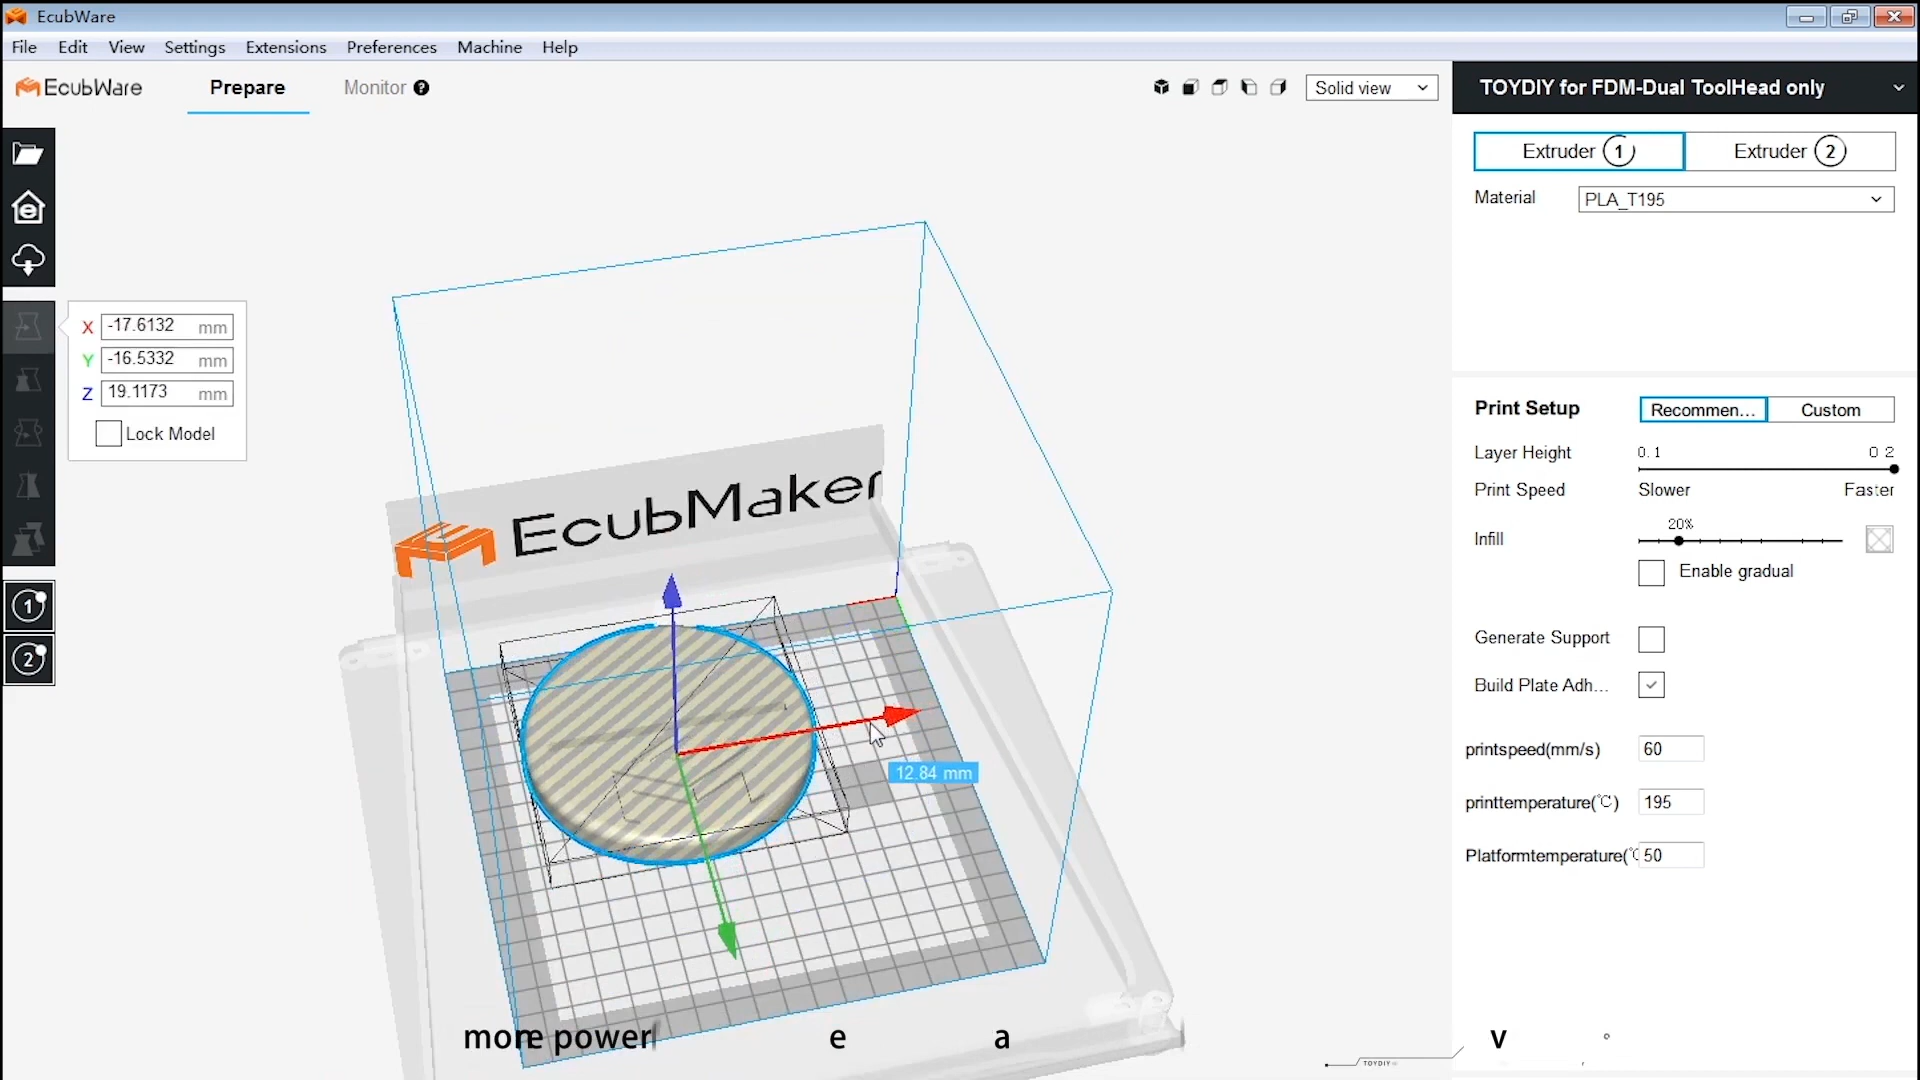 EcubWare
File Edit View Settings Extensions Preferences Machine Help
EcubWare Prepare Monitor ? Solid view TOYDIY for FDM-Dual ToolHead only
Extruder 1 Extruder 2
Material PLA_T195
X -17.6132 mm
Y -16.5332 mm
Z 19.1173 mm
Lock Model
1
2
EcubMaker
12.84 mm
Print Setup Recommen... Custom
Layer Height 0.1 0 2
Print Speed Slower Faster
Infill 20%
Enable gradual
Generate Support
Build Plate Adh...
printspeed(mm/s) 60
printtemperature(℃) 195
Platformtemperature(℃ 50
more power e a v
TOYDIY